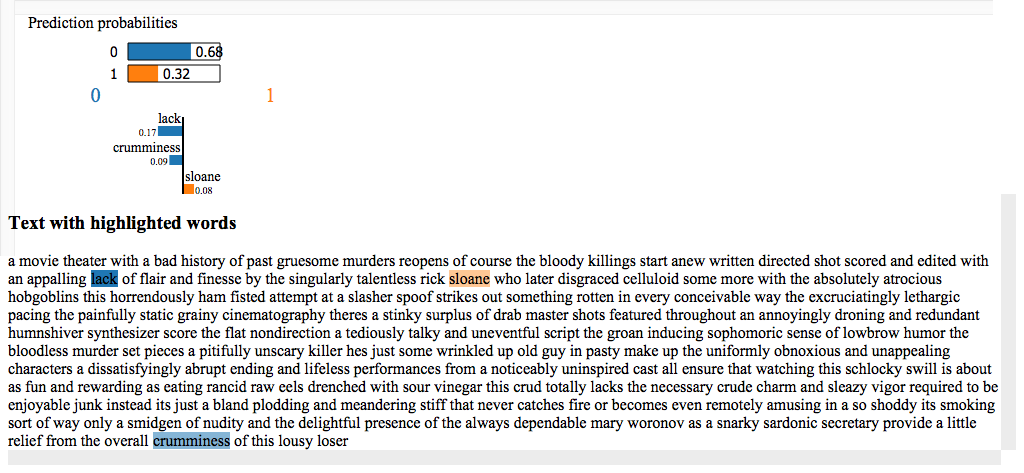 Prediction probabilities
0 0.68
1 0.32
0 1
lack
0.17
crumminess
0.09
sloane
0.08
Text with highlighted words
a movie theater with a bad history of past gruesome murders reopens of course the bloody killings start anew written directed shot scored and edited with
an appalling lack of flair and finesse by the singularly talentless rick sloane who later disgraced celluloid some more with the absolutely atrocious
hobgoblins this horrendously ham fisted attempt at a slasher spoof strikes out something rotten in every conceivable way the excruciatingly lethargic
pacing the painfully static grainy cinematography theres a stinky surplus of drab master shots featured throughout an annoyingly droning and redundant
humnshiver synthesizer score the flat nondirection a tediously talky and uneventful script the groan inducing sophomoric sense of lowbrow humor the
bloodless murder set pieces a pitifully unscary killer hes just some wrinkled up old guy in pasty make up the uniformly obnoxious and unappealing
characters a dissatisfyingly abrupt ending and lifeless performances from a noticeably uninspired cast all ensure that watching this schlocky swill is about
as fun and rewarding as eating rancid raw eels drenched with sour vinegar this crud totally lacks the necessary crude charm and sleazy vigor required to be
enjoyable junk instead its just a bland plodding and meandering stiff that never catches fire or becomes even remotely amusing in a so shoddy its smoking
sort of way only a smidgen of nudity and the delightful presence of the always dependable mary woronov as a snarky sardonic secretary provide a little
relief from the overall crumminess of this lousy loser